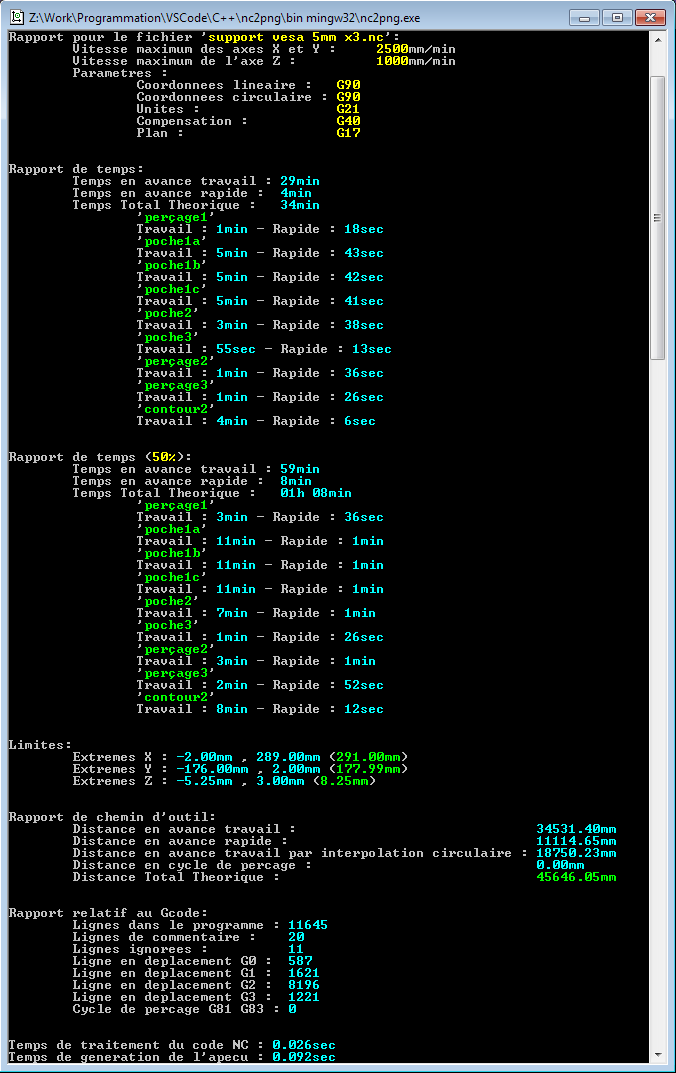 Z:\Work\Programmation\VSCode\C++\nc2png\bin mingw32\nc2png.exe
Rapport pour le fichier 'support vesa 5mm x3.nc':
Vitesse maximum des axes X et Y : 2500mm/min
Vitesse maximum de l'axe Z : 1000mm/min
Parametres :
Coordonnees lineaire : G90
Coordonnees circulaire : G90
Unites : G21
Compensation : G40
Plan : G17
Rapport de temps:
Temps en avance travail : 29min
Temps en avance rapide : 4min
Temps Total Theorique : 34min
'perçage1'
Travail : 1min - Rapide : 18sec
'poche1a'
Travail : 5min - Rapide : 43sec
'poche1b'
Travail : 5min - Rapide : 42sec
'poche1c'
Travail : 5min - Rapide : 41sec
'poche2'
Travail : 3min - Rapide : 38sec
'poche3'
Travail : 55sec - Rapide : 13sec
'perçage2'
Travail : 1min - Rapide : 36sec
'perçage3'
Travail : 1min - Rapide : 26sec
'contour2'
Travail : 4min - Rapide : 6sec
Rapport de temps (50%):
Temps en avance travail : 59min
Temps en avance rapide : 8min
Temps Total Theorique : 01h 08min
'perçage1'
Travail : 3min - Rapide : 36sec
'poche1a'
Travail : 11min - Rapide : 1min
'poche1b'
Travail : 11min - Rapide : 1min
'poche1c'
Travail : 11min - Rapide : 1min
'poche2'
Travail : 7min - Rapide : 1min
'poche3'
Travail : 1min - Rapide : 26sec
'perçage2'
Travail : 3min - Rapide : 1min
'perçage3'
Travail : 2min - Rapide : 52sec
'contour2'
Travail : 8min - Rapide : 12sec
Limites:
Extremes X : -2.00mm , 289.00mm (291.00mm)
Extremes Y : -176.00mm , 2.00mm (177.99mm)
Extremes Z : -5.25mm , 3.00mm (8.25mm)
Rapport de chemin d'outil:
Distance en avance travail : 34531.40mm
Distance en avance rapide : 11114.65mm
Distance en avance travail par interpolation circulaire : 18750.23mm
Distance en cycle de percage : 0.00mm
Distance Total Theorique : 45646.05mm
Rapport relatif au Gcode:
Lignes dans le programme : 11645
Lignes de commentaire : 20
Lignes ignorees : 11
Ligne en deplacement G0 : 587
Ligne en deplacement G1 : 1621
Ligne en deplacement G2 : 8196
Ligne en deplacement G3 : 1221
Cycle de percage G81 G83 : 0
Temps de traitement du code NC : 0.026sec
Temps de generation de l'apecu : 0.092sec